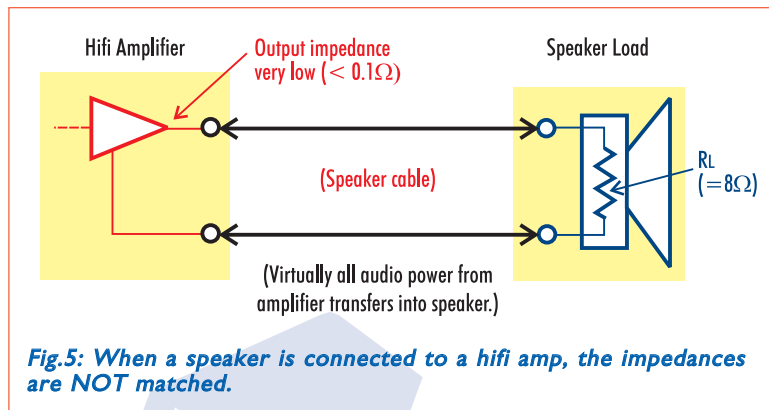 Hifi Amplifier
Output impedance
very low (< 0.1Ω)
Speaker Load
(Speaker cable)
RL
(=8Ω)
(Virtually all audio power from
amplifier transfers into speaker.)
Fig.5: When a speaker is connected to a hifi amp, the impedances
are NOT matched.